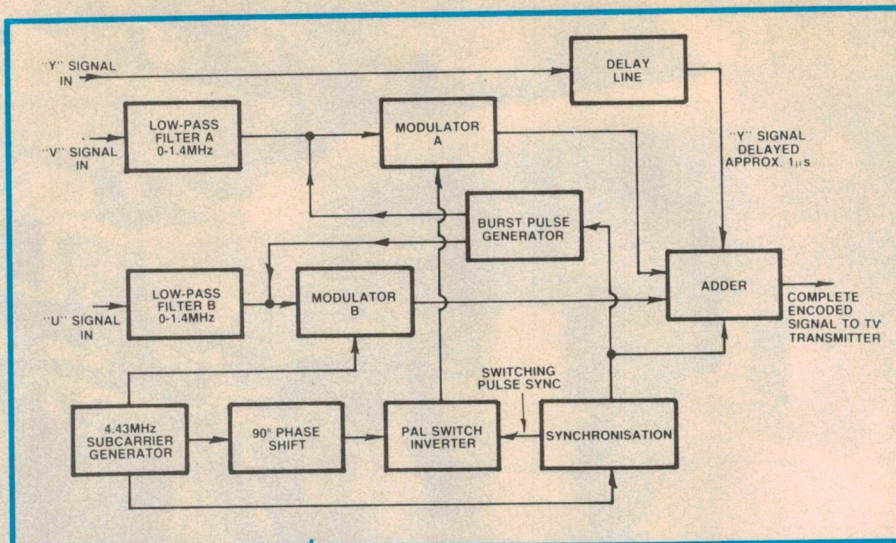 "Y" SIGNAL
IN
DELAY
LINE
LOW-PASS
FILTER A
0-1.4MHz
MODULATOR
A
"V" SIGNAL
IN
"Y" SIGNAL
DELAYED
APPROX. 1μs
BURST PULSE
GENERATOR
LOW-PASS
FILTER B
0-1.4MHz
MODULATOR
B
ADDER
"U" SIGNAL
IN
COMPLETE
ENCODED
SIGNAL TO TV
TRANSMITTER
SWITCHING
PULSE SYNC
4.43MHz
SUBCARRIER
GENERATOR
90° PHASE
SHIFT
PAL SWITCH
INVERTER
SYNCHRONISATION